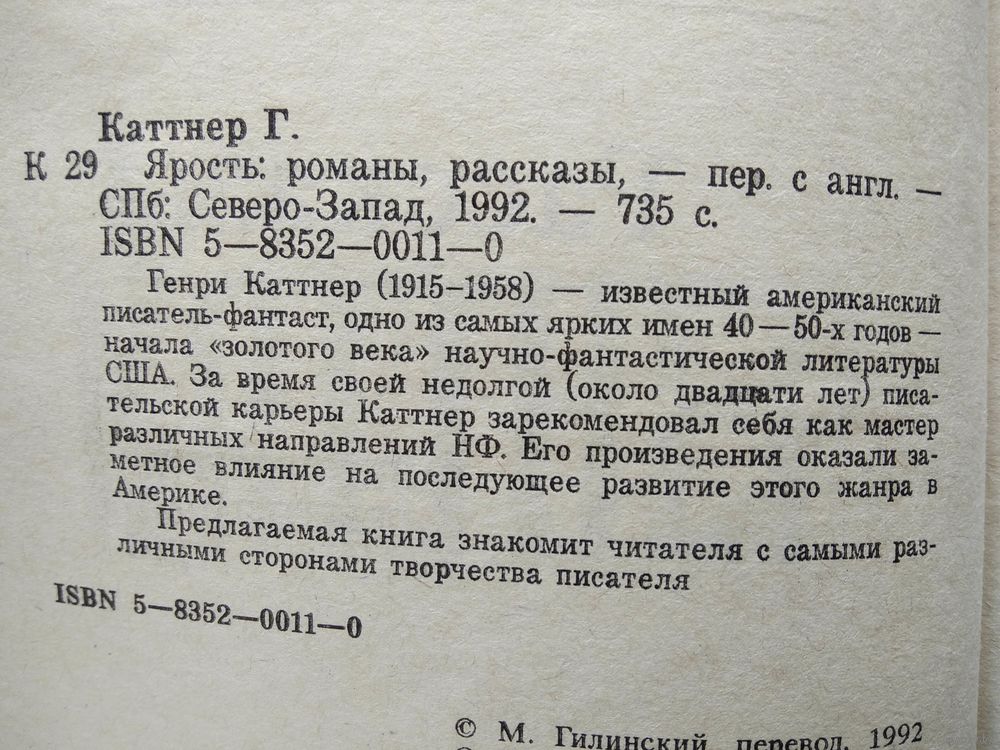 Каттнер Г.
К 29 Ярость: романы, рассказы, — пер. с англ. —
СПб: Северо-Запад, 1992. — 735 с.
ISBN 5—8352—0011—0
Генри Каттнер (1915–1958) — известный американский
писатель-фантаст, одно из самых ярких имен 40—50-х годов —
начала «золотого века» научно-фантастической литературы
США. За время своей недолгой (около двадцати лет) писа-
тельской карьеры Каттнер зарекомендовал себя как мастер
различных направлений НФ. Его произведения оказали за-
метное влияние на последующее развитие этого жанра в
Америке.
Предлагаемая книга знакомит читателя с самыми раз-
личными сторонами творчества писателя
ISBN 5—8352—0011—0
© М. Гилинский, перевод, 1992